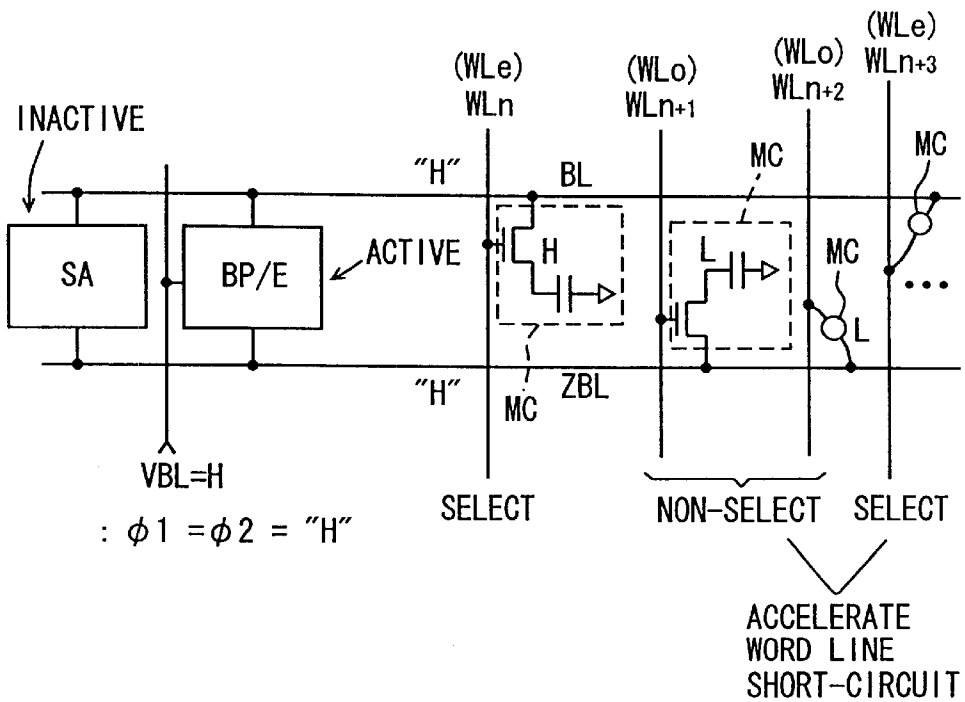 (WLe)
WLn
(WLo)
WLn+1
(WLo)
WLn+2
(WLe)
WLn+3
INACTIVE
"H"
BL
MC
MC
SA
BP/E
ACTIVE
H
L
MC
L
...
"H"
MC
ZBL
VBL=H
: φ1 =φ2 = "H"
SELECT
NON-SELECT
SELECT
ACCELERATE
WORD LINE
SHORT-CIRCUIT